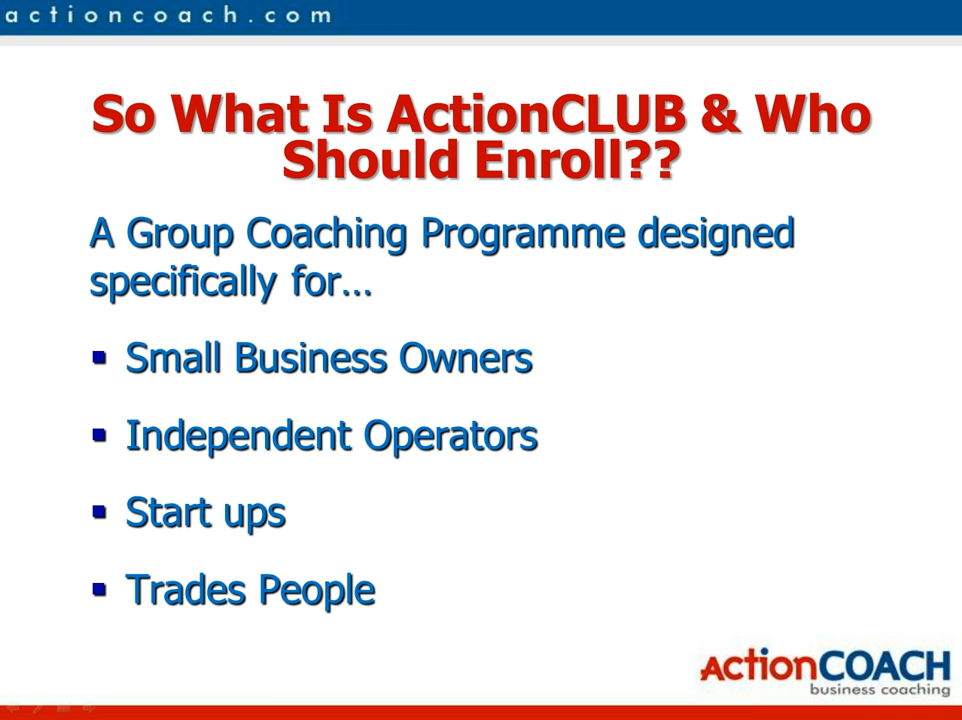 actioncoach.com
So What Is ActionCLUB & Who
Should Enroll??
A Group Coaching Programme designed
specifically for…
▪ Small Business Owners
▪ Independent Operators
▪ Start ups
▪ Trades People
ActionCOACH
business coaching